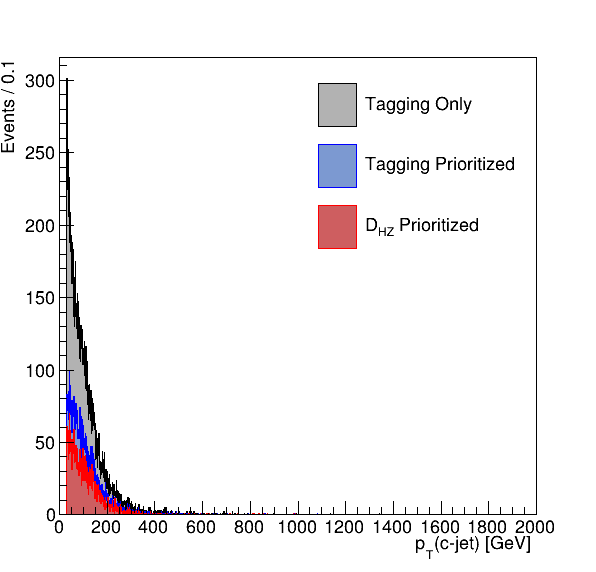 Events / 0.1
300
250
200
150
100
50
0
Tagging Only
Tagging Prioritized
D_HZ Prioritized
0 200 400 600 800 1000 1200 1400 1600 1800 2000
p_T(c-jet) [GeV]